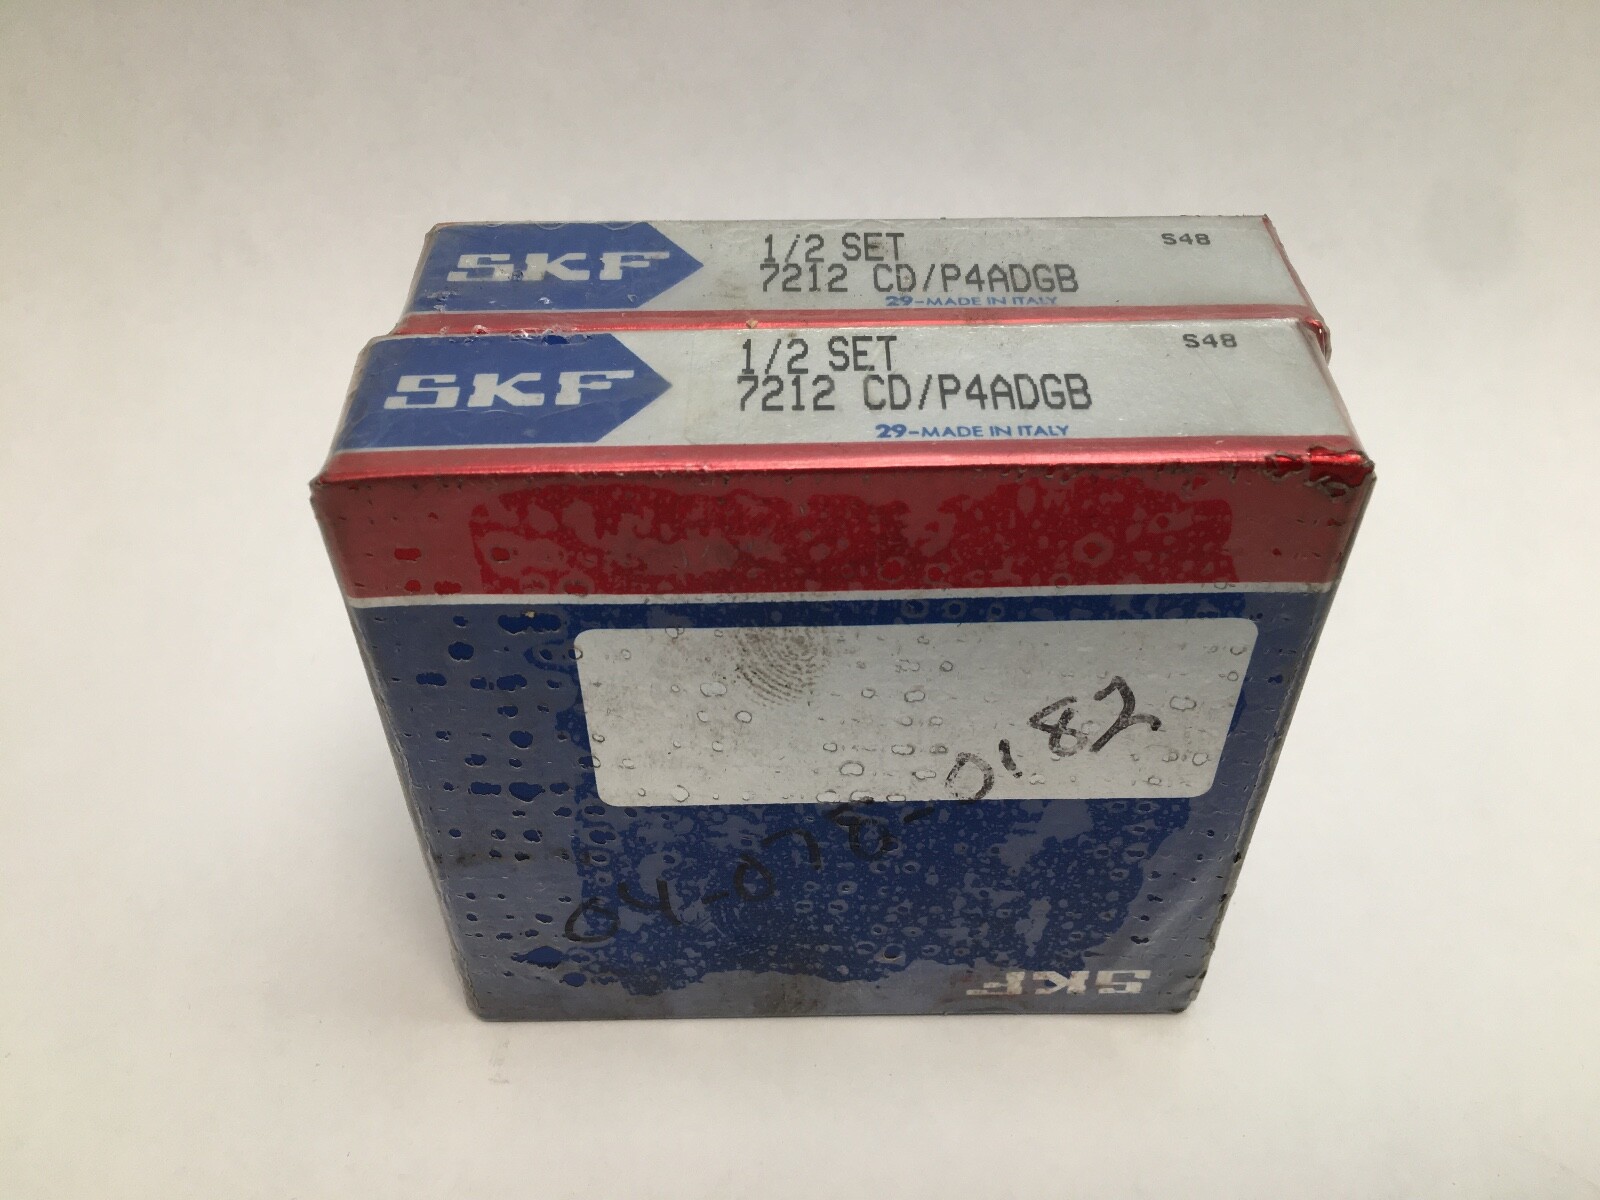 SKF
1/2 SET
S48
7212 CD/P4ADGB
29-MADE IN ITALY
SKF
1/2 SET
S48
7212 CD/P4ADGB
29-MADE IN ITALY
04-078-0182
SKF